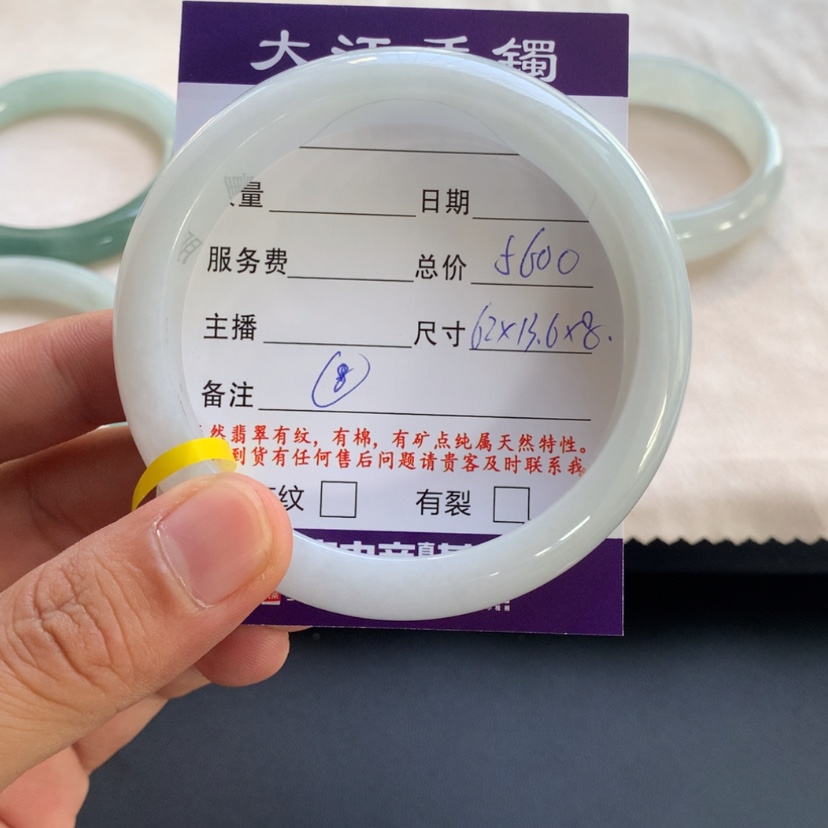 大江手镯
量 日期
服务费 总价 5600
主播 尺寸 62×13.6×8.
备注 8
然翡翠有纹，有棉，有矿点纯属天然特性。
到货有任何售后问题请贵客及时联系我
纹 有裂